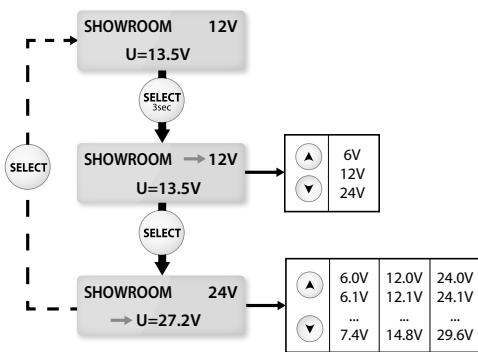 SHOWROOM 12V
U=13.5V
SELECT
3sec
SELECT
SHOWROOM → 12V
U=13.5V
6V
12V
24V
SELECT
SHOWROOM 24V
→ U=27.2V
6.0V 12.0V 24.0V
6.1V 12.1V 24.1V
... ... ...
7.4V 14.8V 29.6V